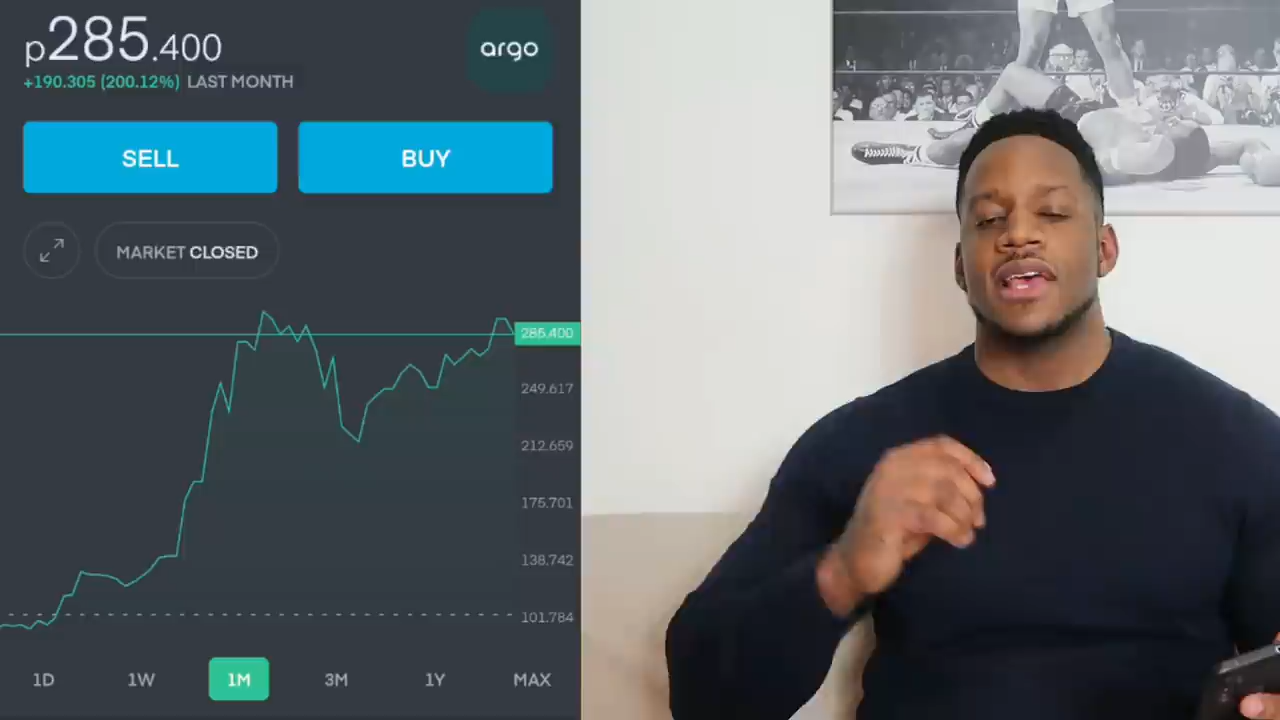 p285.400
argo
+190.305 (200.12%) LAST MONTH
SELL
BUY
MARKET CLOSED
285.400
249.617
212.659
175.701
138.742
101.784
1D
1W
1M
3M
1Y
MAX